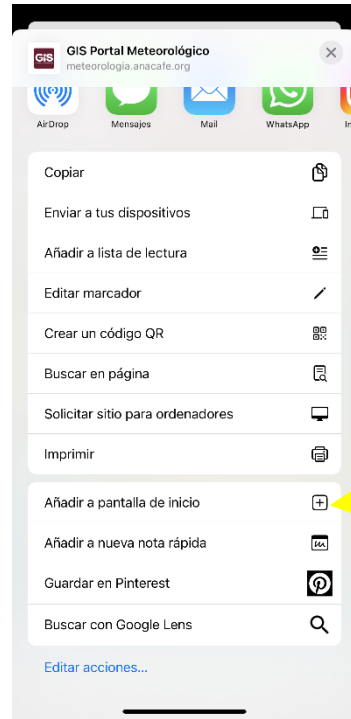 GIS
GIS Portal Meteorológico
meteorologia.anacafe.org
AirDrop
Mensajes
Mail
WhatsApp
In
Copiar
Enviar a tus dispositivos
Añadir a lista de lectura
Editar marcador
Crear un código QR
Buscar en página
Solicitar sitio para ordenadores
Imprimir
Añadir a pantalla de inicio
Añadir a nueva nota rápida
Guardar en Pinterest
Buscar con Google Lens
Editar acciones...